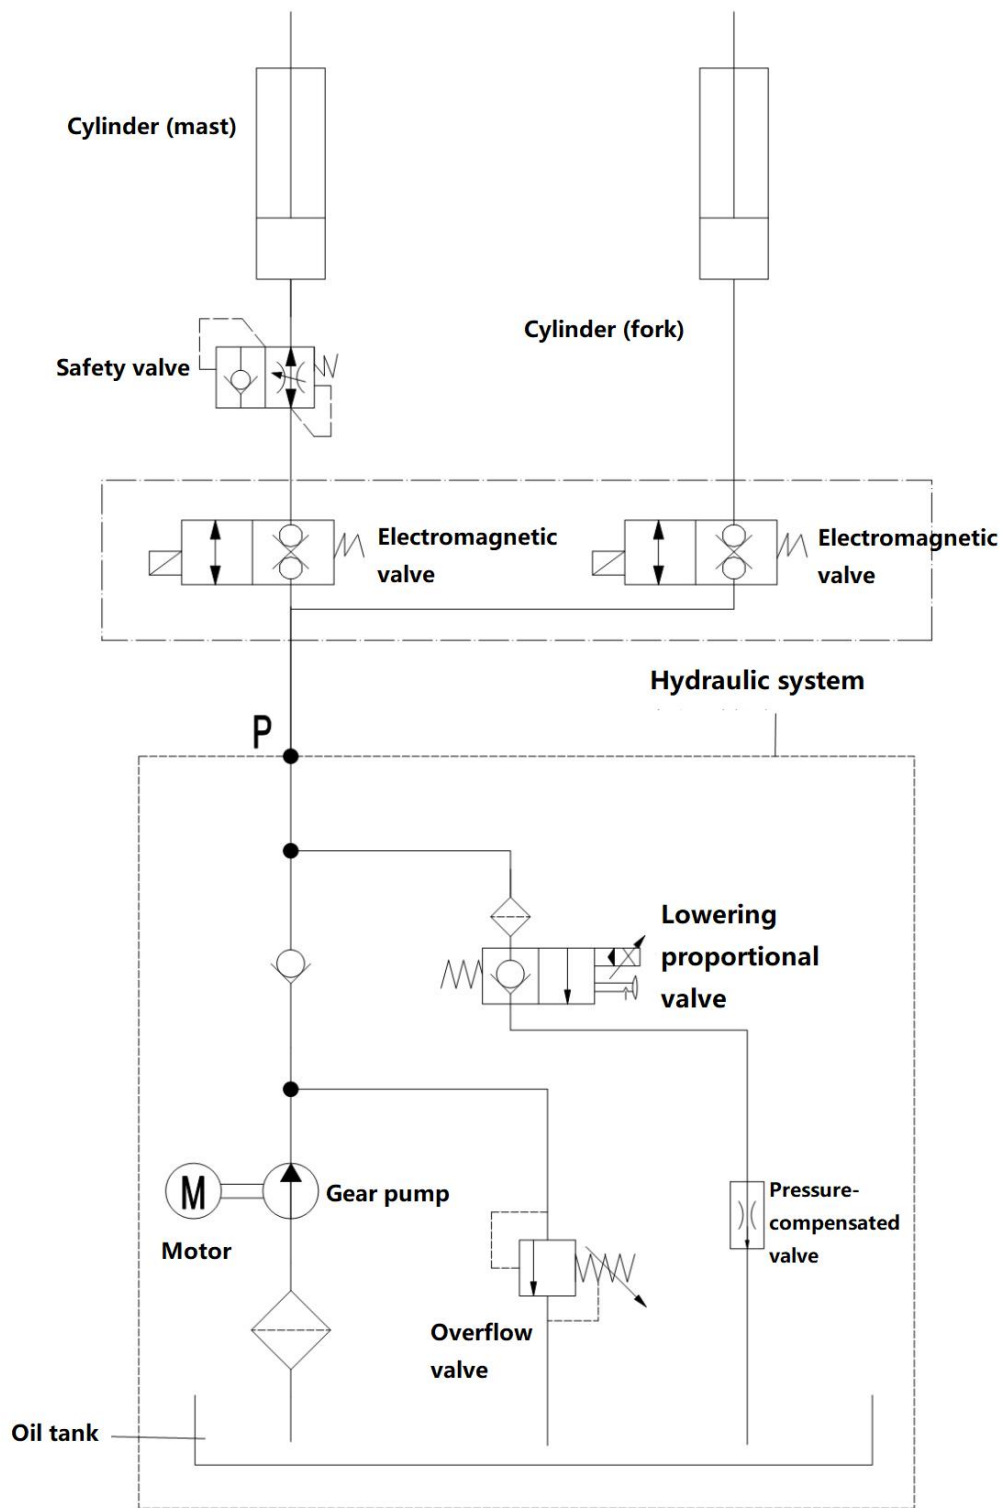 Cylinder (mast)
Cylinder (fork)
Safety valve
Electromagnetic
valve
Electromagnetic
valve
Hydraulic system
P
Lowering
proportional
valve
M
Gear pump
Motor
Pressure-
compensated
valve
Overflow
valve
Oil tank